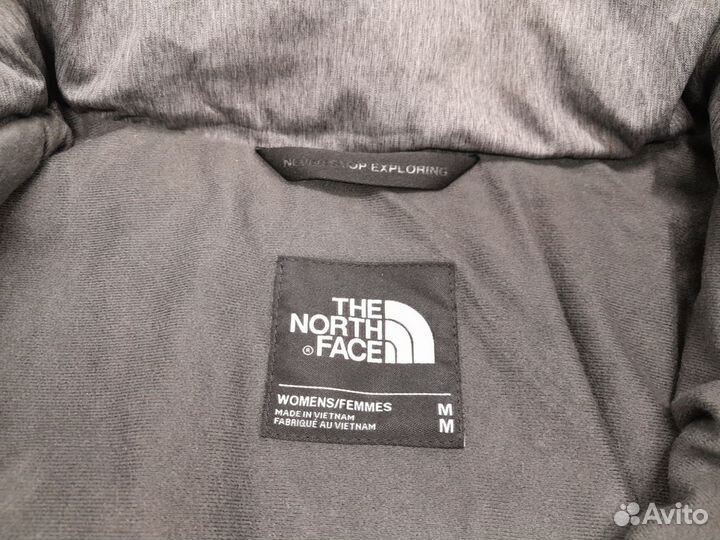 NEVER STOP EXPLORING
THE
NORTH
® FACE
WOMENS/FEMMES M
MADE IN VIETNAM
FABRIQUÉ AU VIETNAM M
Avito